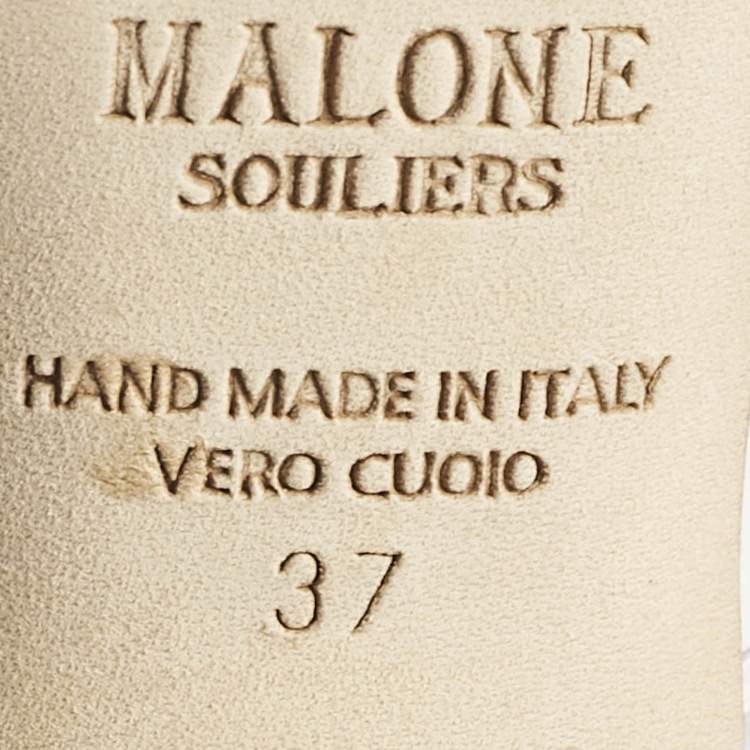 MALONE
SOULIERS
HAND MADE IN ITALY
VERO CUOIO
37